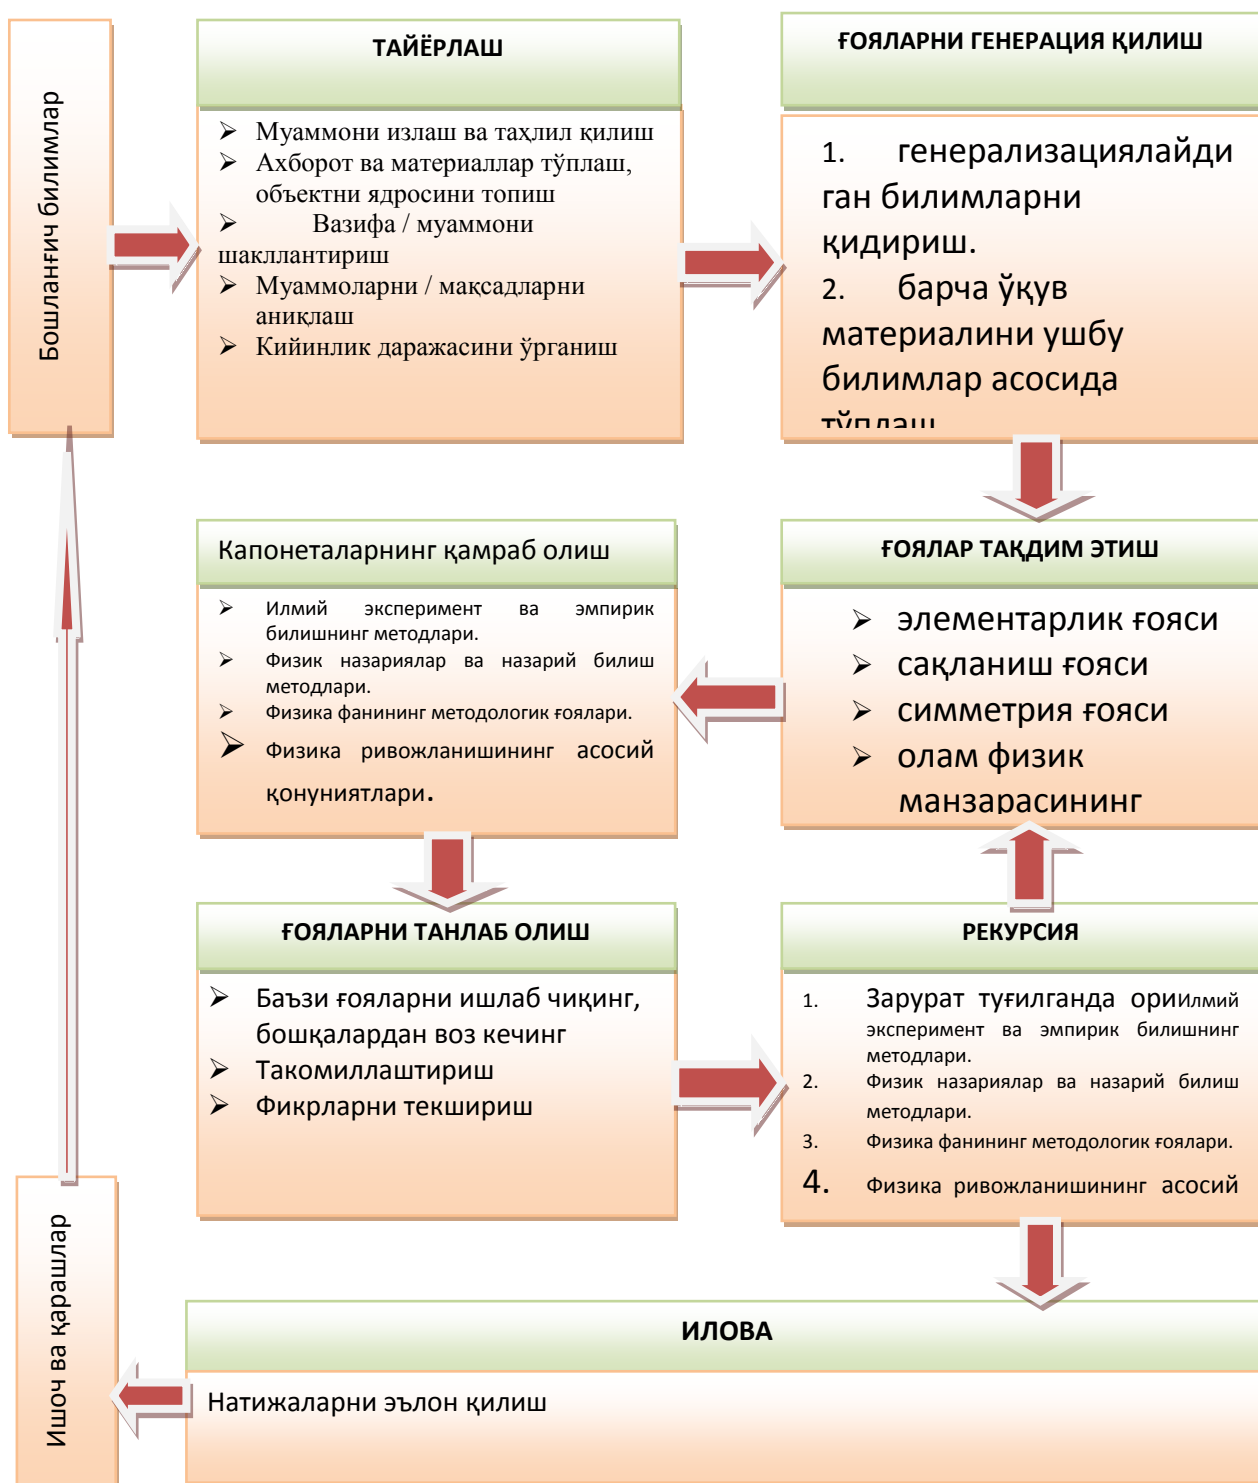 Бошланғич билимлар
ТАЙЁРЛАШ
Муаммони излаш ва таҳлил қилиш
Ахборот ва материаллар тўплаш,
объектни ядросини топиш
Вазифа / муаммони
шакллантириш
Муаммоларни / мақсадларни
аниқлаш
Кийинлик даражасини ўрганиш
ҒОЯЛАРНИ ГЕНЕРАЦИЯ ҚИЛИШ
1. генерализациялайди
ган билимларни
қидириш.
2. барча ўқув
материалини ушбу
билимлар асосида
тўплаш
ҒОЯЛАР ТАҚДИМ ЭТИШ
элементарлик ғояси
сақланиш ғояси
симметрия ғояси
олам физик
манзарасининг
Капонеталарнинг қамраб олиш
Илмий эксперимент ва эмпирик
билишнинг методлари.
Физик назариялар ва назарий билиш
методлари.
Физика фанининг методологик ғоялари.
Физика ривожланишининг асосий
қонуниятлари.
ҒОЯЛАРНИ ТАНЛАБ ОЛИШ
Баъзи ғояларни ишлаб чиқинг,
бошқалардан воз кечинг
Такомиллаштириш
Фикрларни текшириш
РЕКУРСИЯ
1. Зарурат туғилганда ориИлмий
эксперимент ва эмпирик билишнинг
методлари.
2. Физик назариялар ва назарий билиш
методлари.
3. Физика фанининг методологик ғоялари.
4. Физика ривожланишининг асосий
ИЛОВА
Натижаларни эълон қилиш
Ишоч ва қарашлар